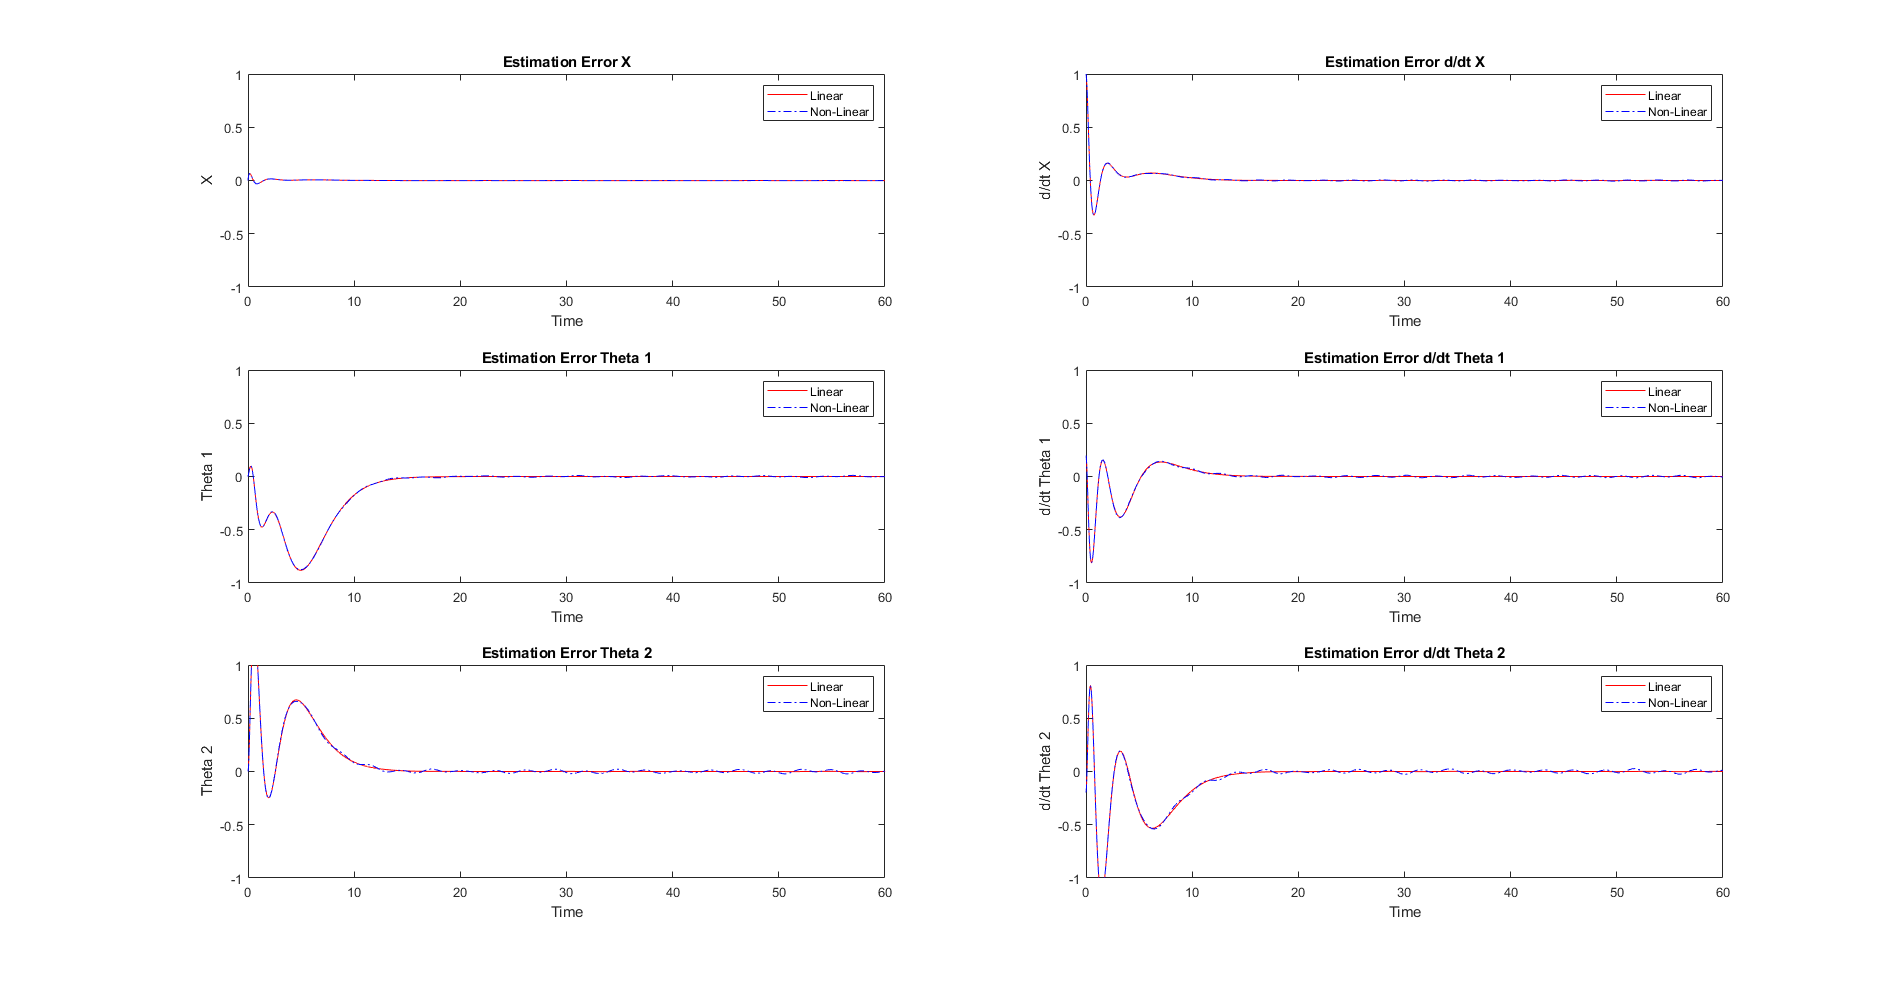 Estimation Error X
1
0.5
0
-0.5
-1
X
Linear
Non-Linear
0 10 20 30 40 50 60
Time
Estimation Error d/dt X
1
0.5
0
-0.5
-1
d/dt X
Linear
Non-Linear
0 10 20 30 40 50 60
Time
Estimation Error Theta 1
1
0.5
0
-0.5
-1
Theta 1
Linear
Non-Linear
0 10 20 30 40 50 60
Time
Estimation Error d/dt Theta 1
1
0.5
0
-0.5
-1
d/dt Theta 1
Linear
Non-Linear
0 10 20 30 40 50 60
Time
Estimation Error Theta 2
1
0.5
0
-0.5
-1
Theta 2
Linear
Non-Linear
0 10 20 30 40 50 60
Time
Estimation Error d/dt Theta 2
1
0.5
0
-0.5
-1
d/dt Theta 2
Linear
Non-Linear
0 10 20 30 40 50 60
Time